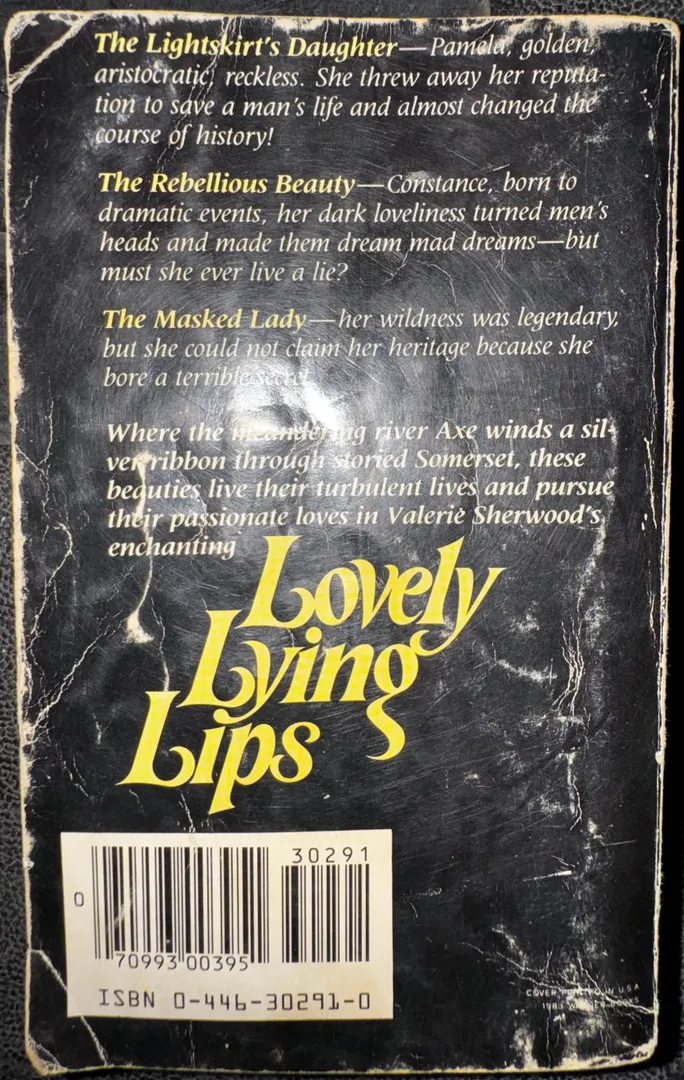 The Lightskirt's Daughter—Pamela, golden,
aristocratic, reckless. She threw away her reputa-
tion to save a man's life and almost changed the
course of history!
The Rebellious Beauty—Constance, born to
dramatic events, her dark loveliness turned men's
heads and made them dream mad dreams—but
must she ever live a lie?
The Masked Lady—her wildness was legendary,
but she could not claim her heritage because she
bore a terrible secret
Where the meandering river Axe winds a sil-
ver ribbon through storied Somerset, these
beauties live their turbulent lives and pursue
their passionate loves in Valerie Sherwood's
enchanting
Lovely
Lying
Lips
30291
0
70993 00395
ISBN 0-446-30291-0
COVER PRINTED IN USA
BOOKS